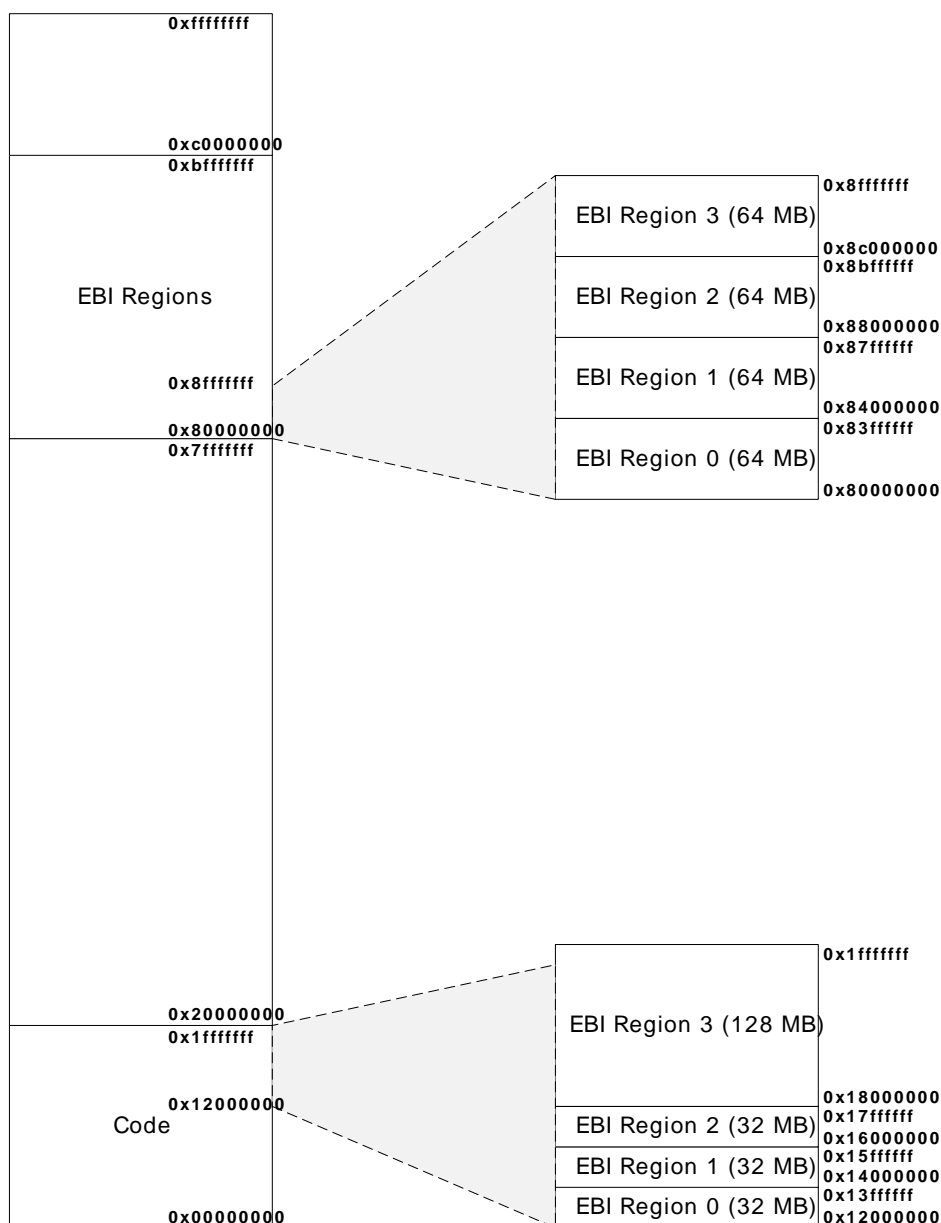 0xffffffff
0xc0000000
0xbfffffff
EBI Regions
0x8fffffff
0x80000000
0x7fffffff
0x20000000
0x1fffffff
0x12000000
Code
0x00000000
EBI Region 3 (64 MB)
0x8fffffff
0x8c000000
EBI Region 2 (64 MB)
0x8bffffff
0x88000000
EBI Region 1 (64 MB)
0x87ffffff
0x84000000
EBI Region 0 (64 MB)
0x83ffffff
0x80000000
EBI Region 3 (128 MB)
0x1fffffff
0x18000000
EBI Region 2 (32 MB)
0x17ffffff
0x16000000
EBI Region 1 (32 MB)
0x15ffffff
0x14000000
EBI Region 0 (32 MB)
0x13ffffff
0x12000000